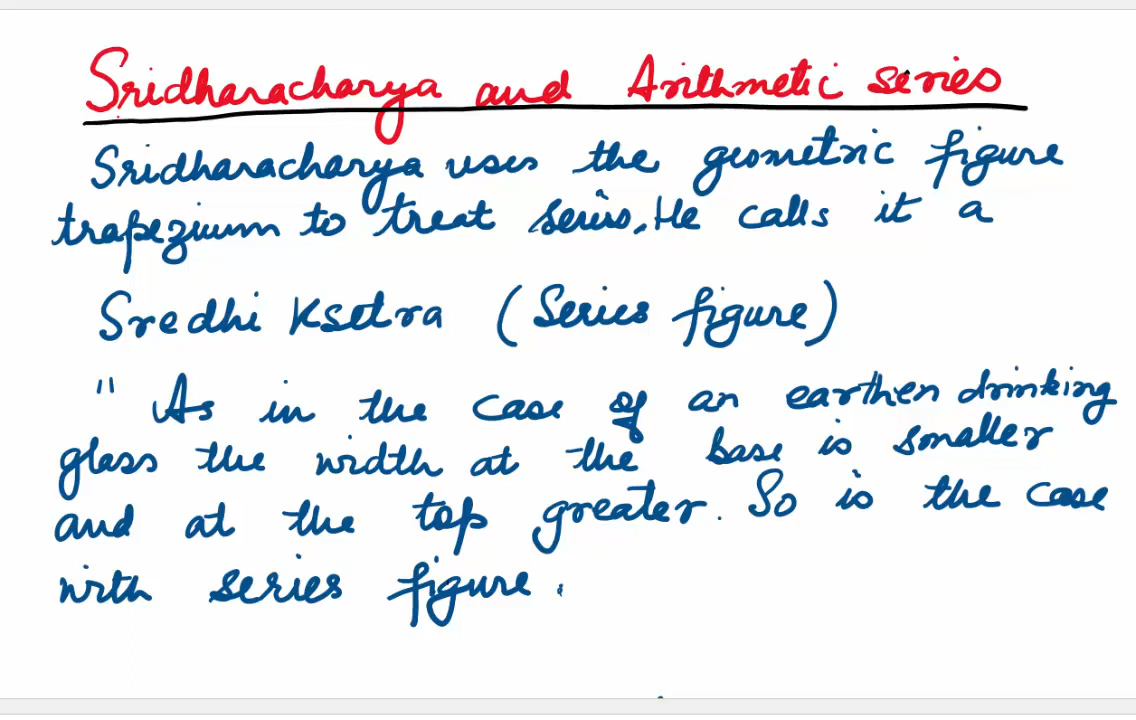 Sridharacharya and Arithmetic series
Sridharacharya uses the geometric figure
trapezium to treat series. He calls it a
Sredhi Ksetra (Series figure)
" As in the case of an earthen drinking
glass the width at the base is smaller
and at the top greater. So is the case
with series figure.